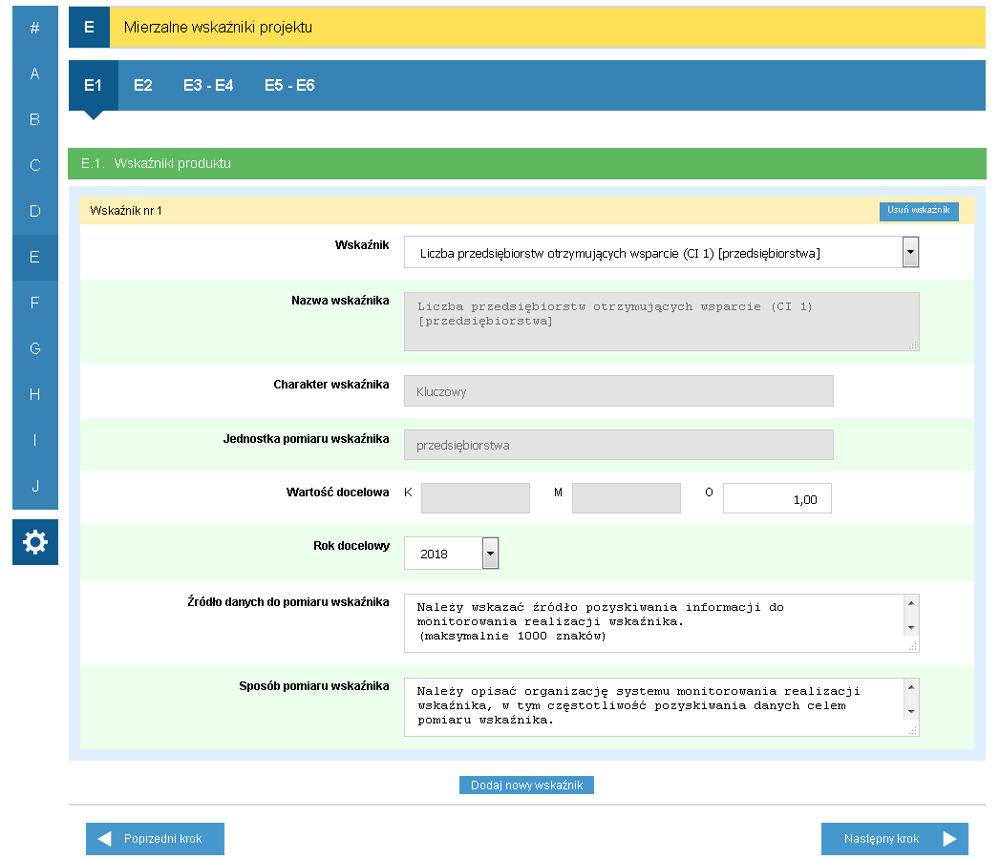 #
A
B
C
D
E
F
G
H
I
J
E Mierzalne wskaźniki projektu
E1 E2 E3 - E4 E5 - E6
E.1. Wskaźniki produktu
Wskaźnik nr 1 Usuń wskaźnik
Wskaźnik Liczba przedsiębiorstw otrzymujących wsparcie (CI 1) [przedsiębiorstwa]
Nazwa wskaźnika Liczba przedsiębiorstw otrzymujących wsparcie (CI 1)
[przedsiębiorstwa]
Charakter wskaźnika Kluczowy
Jednostka pomiaru wskaźnika przedsiębiorstwa
Wartość docelowa K M O 1,00
Rok docelowy 2018
Źródło danych do pomiaru wskaźnika Należy wskazać źródło pozyskiwania informacji do
monitorowania realizacji wskaźnika.
(maksymalnie 1000 znaków)
Sposób pomiaru wskaźnika Należy opisać organizację systemu monitorowania realizacji
wskaźnika, w tym częstotliwość pozyskiwania danych celem
pomiaru wskaźnika.
Dodaj nowy wskaźnik
Poprzedni krok Następny krok